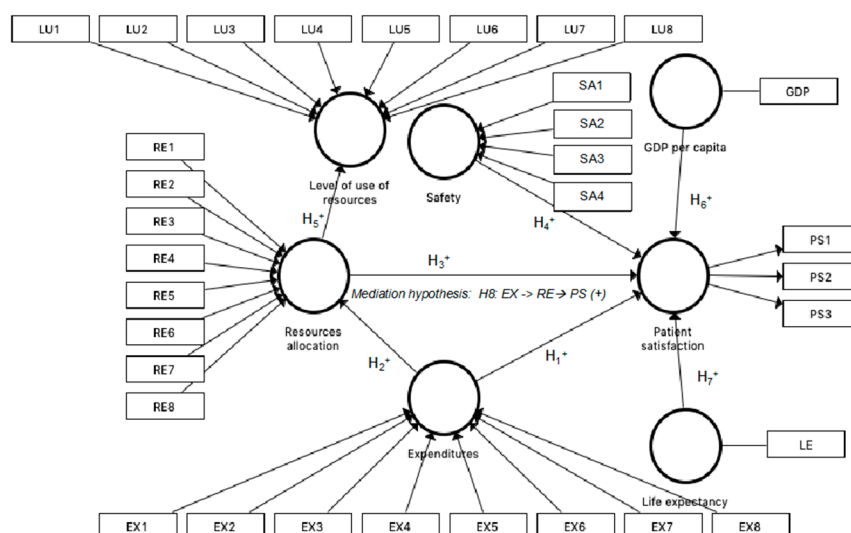 LU1
LU2
LU3
LU4
LU5
LU6
LU7
LU8
SA1
SA2
SA3
SA4
GDP
GDP per capita
RE1
RE2
RE3
RE4
RE5
RE6
RE7
RE8
Level of use of
resources
Safety
H5+
H4+
H6+
H3+
PS1
PS2
PS3
Mediation hypothesis: H8: EX -> RE→ PS (+)
Resources
allocation
Patient
satisfaction
H2+
H1+
H7+
Expenditures
LE
Life expectancy
EX1
EX2
EX3
EX4
EX5
EX6
EX7
EX8